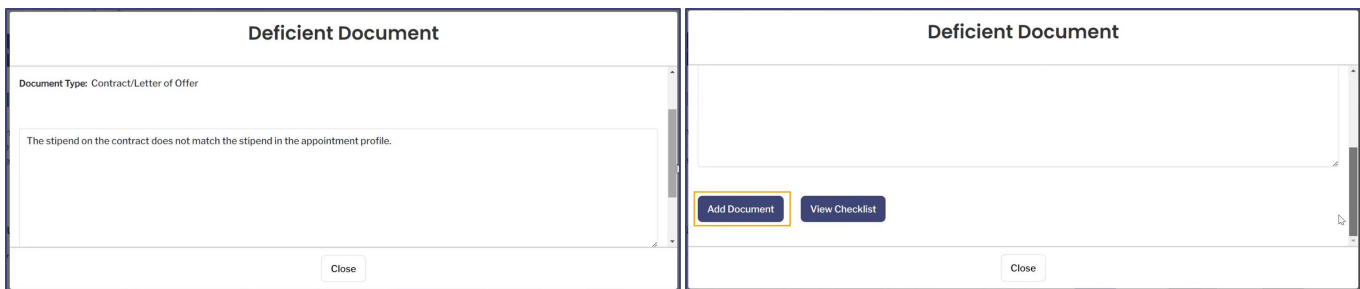 Deficient Document
Document Type: Contract/Letter of Offer
The stipend on the contract does not match the stipend in the appointment profile.
Close
Deficient Document
Add Document
View Checklist
Close